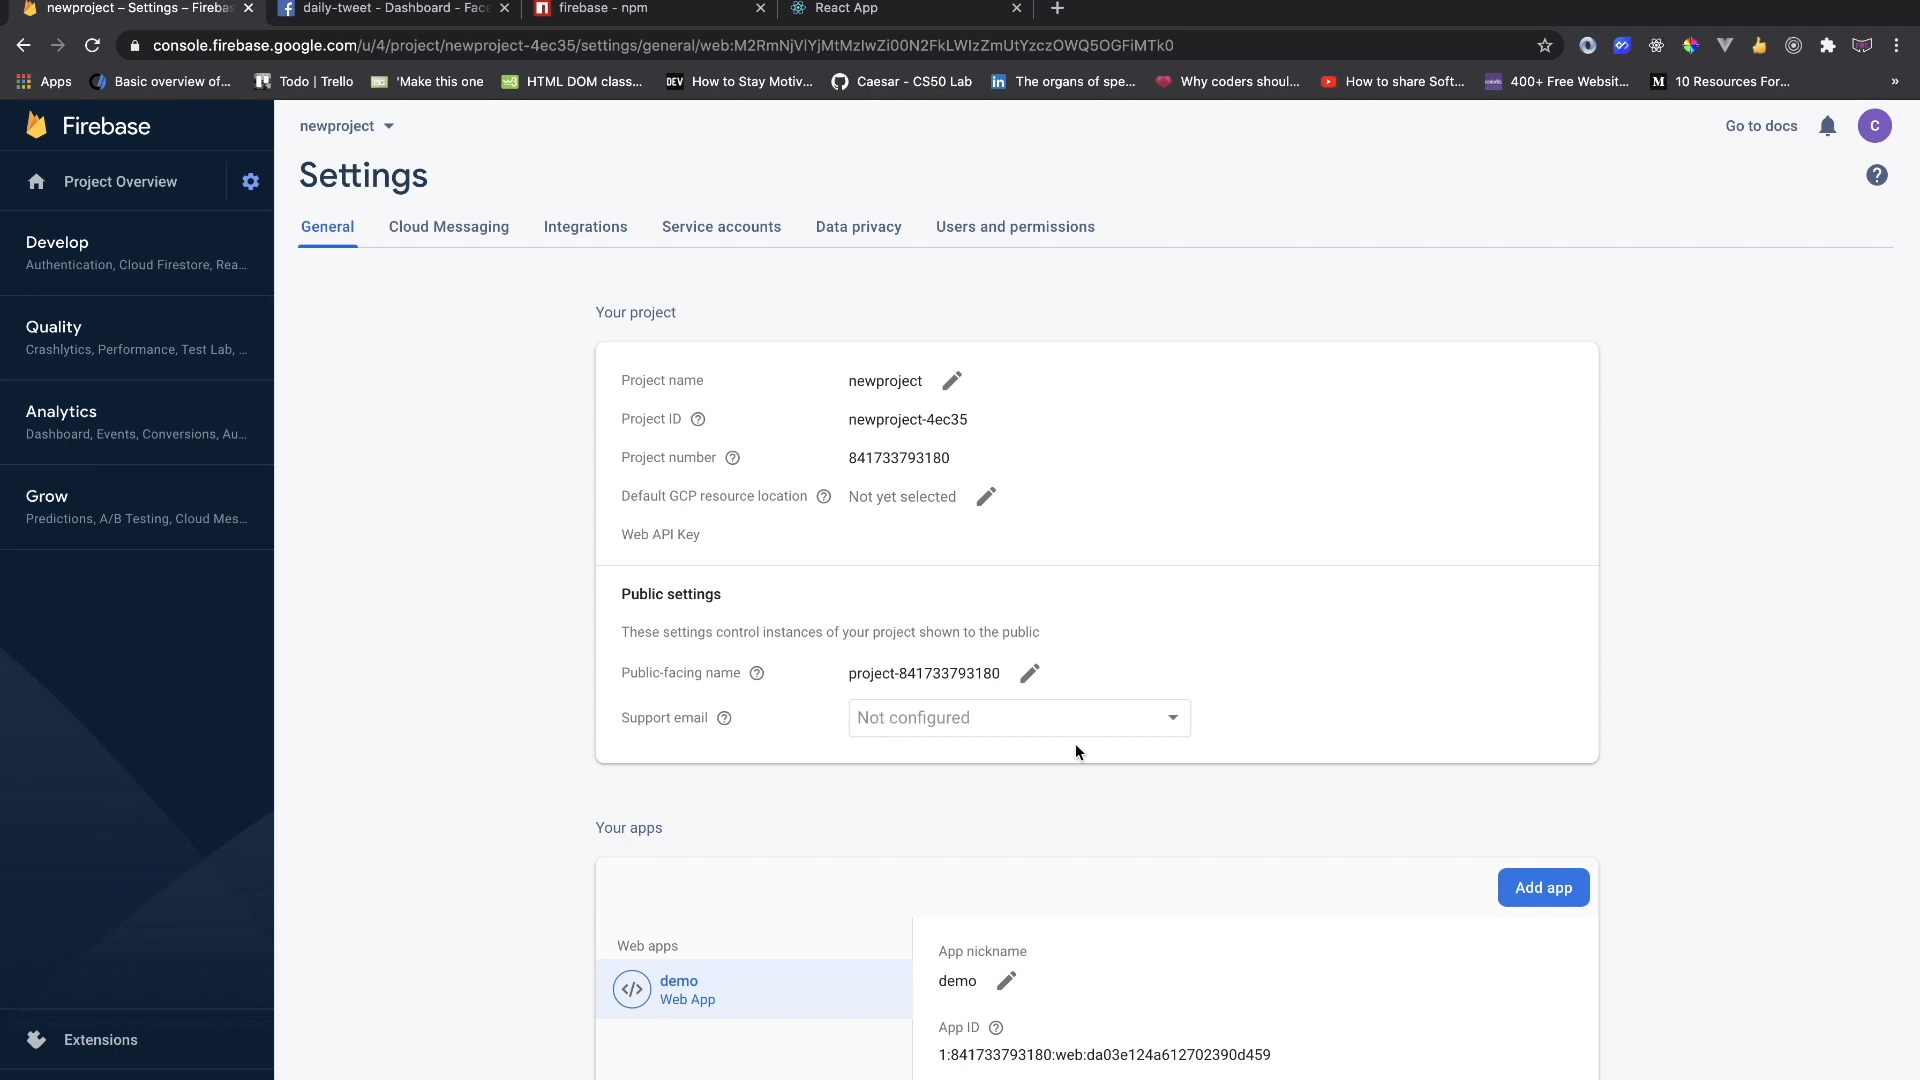 newproject – Settings – Fireba
daily-tweet - Dashboard - Fac
firebase - npm
React App
console.firebase.google.com/u/4/project/newproject-4ec35/settings/general/web:M2RmNjVlYjMtMzIwZi00N2FkLWIzZmUtYzczOWQ5OGFiMTk0
Apps
Basic overview of...
Todo | Trello
'Make this one
HTML DOM class...
DEV
How to Stay Motiv...
Caesar - CS50 Lab
The organs of spe...
Why coders shoul...
How to share Soft...
400+ Free Websit...
10 Resources For...
»
Firebase
newproject
Go to docs
C
Project Overview
Settings
General
Cloud Messaging
Integrations
Service accounts
Data privacy
Users and permissions
Develop
Authentication, Cloud Firestore, Rea...
Quality
Crashlytics, Performance, Test Lab, ...
Analytics
Dashboard, Events, Conversions, Au...
Grow
Predictions, A/B Testing, Cloud Mes...
Extensions
Your project
Project name
newproject
Project ID
newproject-4ec35
Project number
841733793180
Default GCP resource location
Not yet selected
Web API Key
Public settings
These settings control instances of your project shown to the public
Public-facing name
project-841733793180
Support email
Not configured
Your apps
Add app
Web apps
demo
Web App
App nickname
demo
App ID
1:841733793180:web:da03e124a612702390d459